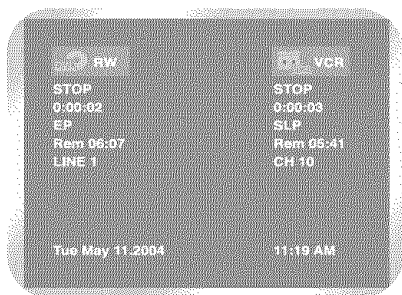 RW
STOP
0:00:02
EP
Rem 06:07
LINE 1
VCR
STOP
0:00:03
SLP
Rem 05:41
CH 10
Tue May 11.2004
11:19 AM